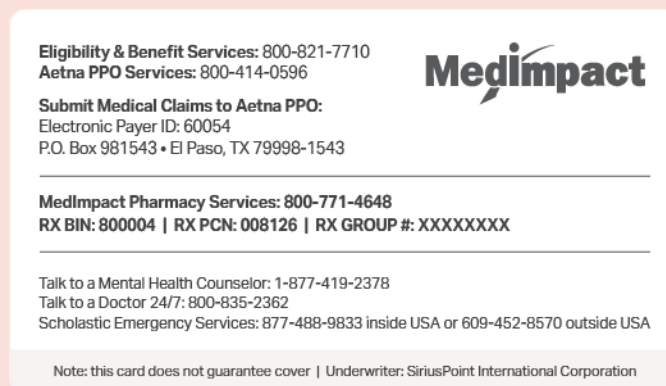 Eligibility & Benefit Services: 800-821-7710
Aetna PPO Services: 800-414-0596
MedImpact
Submit Medical Claims to Aetna PPO:
Electronic Payer ID: 60054
P.O. Box 981543 • El Paso, TX 79998-1543
MedImpact Pharmacy Services: 800-771-4648
RX BIN: 800004 | RX PCN: 008126 | RX GROUP #: XXXXXXXX
Talk to a Mental Health Counselor: 1-877-419-2378
Talk to a Doctor 24/7: 800-835-2362
Scholastic Emergency Services: 877-488-9833 inside USA or 609-452-8570 outside USA
Note: this card does not guarantee cover | Underwriter: SiriusPoint International Corporation